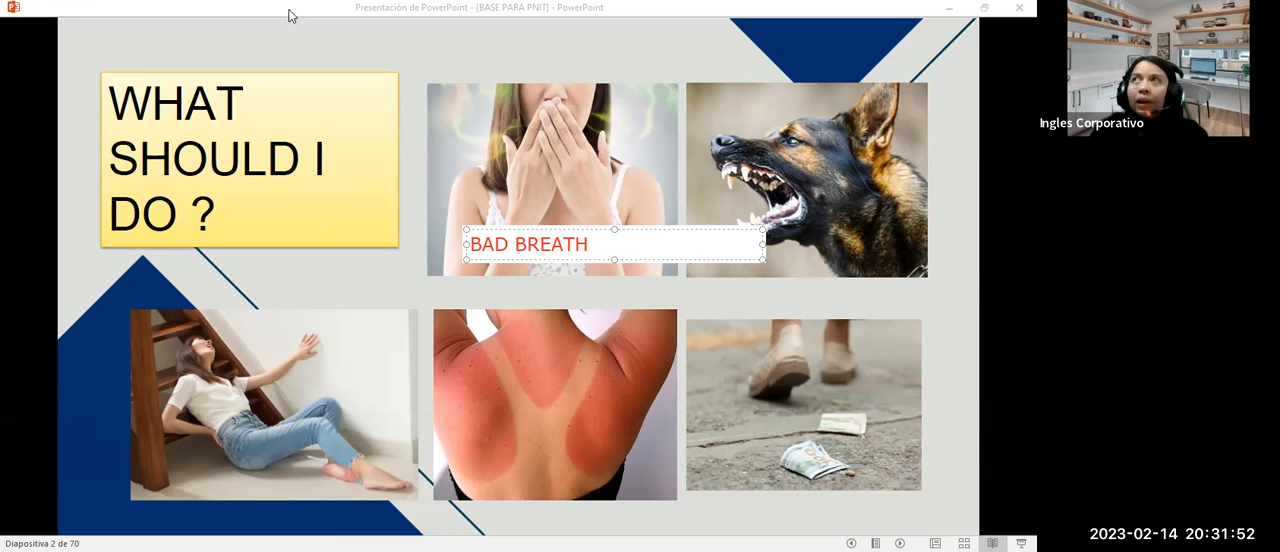 Presentación de PowerPoint - [BASE PARA PNIT] - PowerPoint
WHAT
SHOULD I
DO ?
BAD BREATH
Ingles Corporativo
Diapositiva 2 de 70
2023-02-14 20:31:52